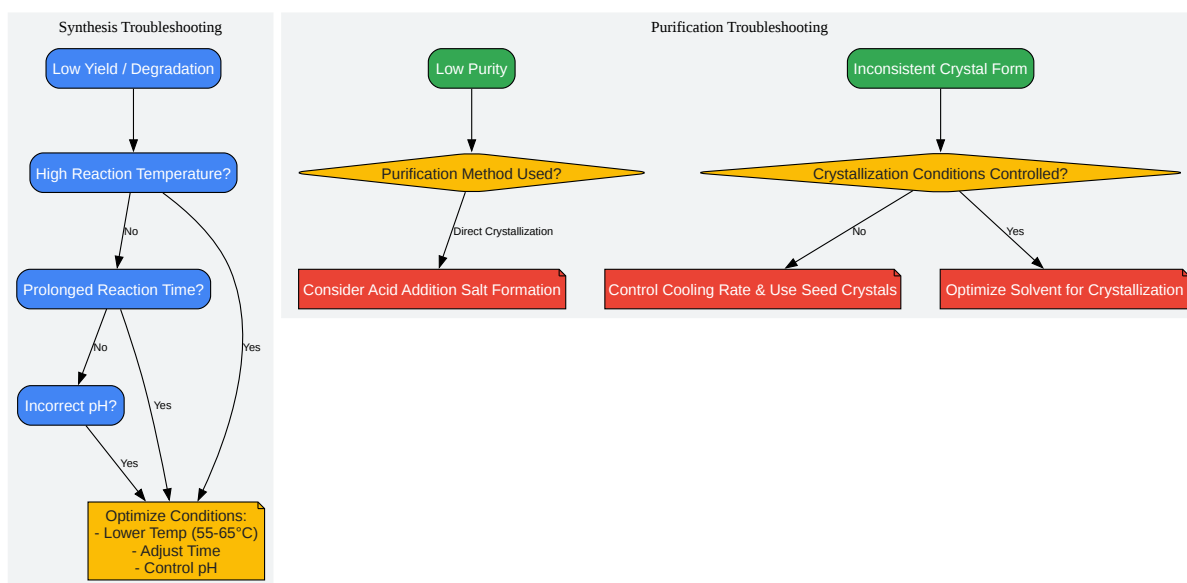 Synthesis Troubleshooting
Low Yield / Degradation
High Reaction Temperature?
No
Prolonged Reaction Time?
Yes
No
Incorrect pH?
Yes
Yes
Optimize Conditions:
- Lower Temp (55-65°C)
- Adjust Time
- Control pH
Purification Troubleshooting
Low Purity
Purification Method Used?
Direct Crystallization
Consider Acid Addition Salt Formation
Inconsistent Crystal Form
Crystallization Conditions Controlled?
No
Yes
Control Cooling Rate & Use Seed Crystals
Optimize Solvent for Crystallization